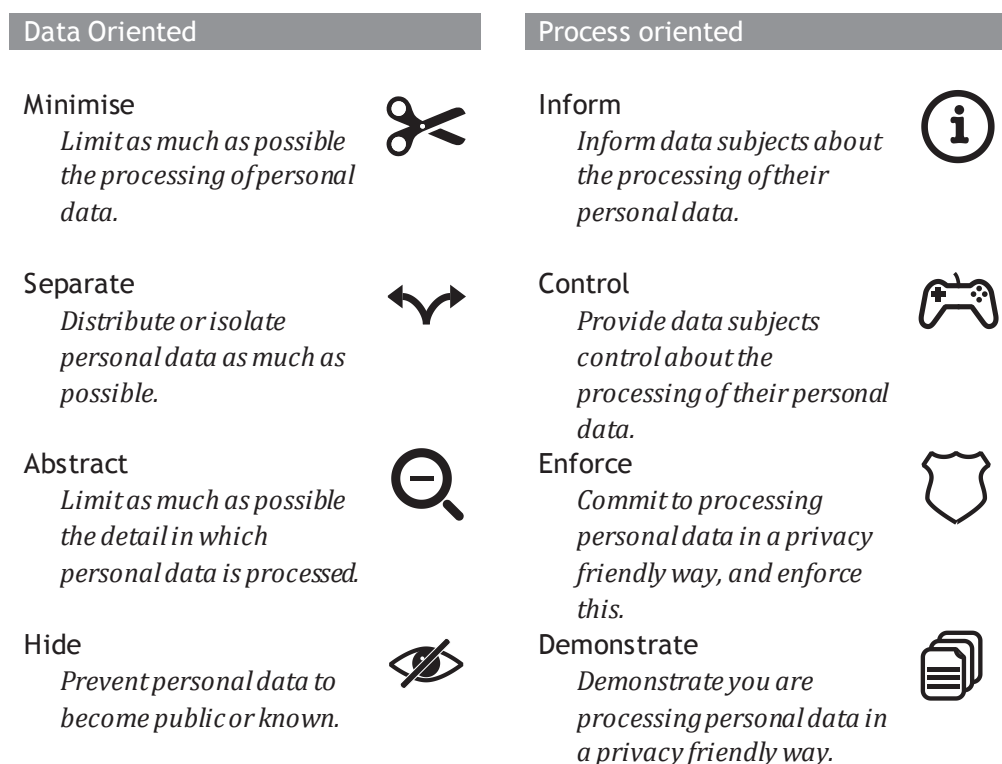 Data Oriented
Minimise
Limit as much as possible
the processing of personal
data.
Separate
Distribute or isolate
personal data as much as
possible.
Abstract
Limit as much as possible
the detail in which
personal data is processed.
Hide
Prevent personal data to
become public or known.
Process oriented
Inform
Inform data subjects about
the processing of their
personal data.
Control
Provide data subjects
control about the
processing of their personal
data.
Enforce
Commit to processing
personal data in a privacy
friendly way, and enforce
this.
Demonstrate
Demonstrate you are
processing personal data in
a privacy friendly way.